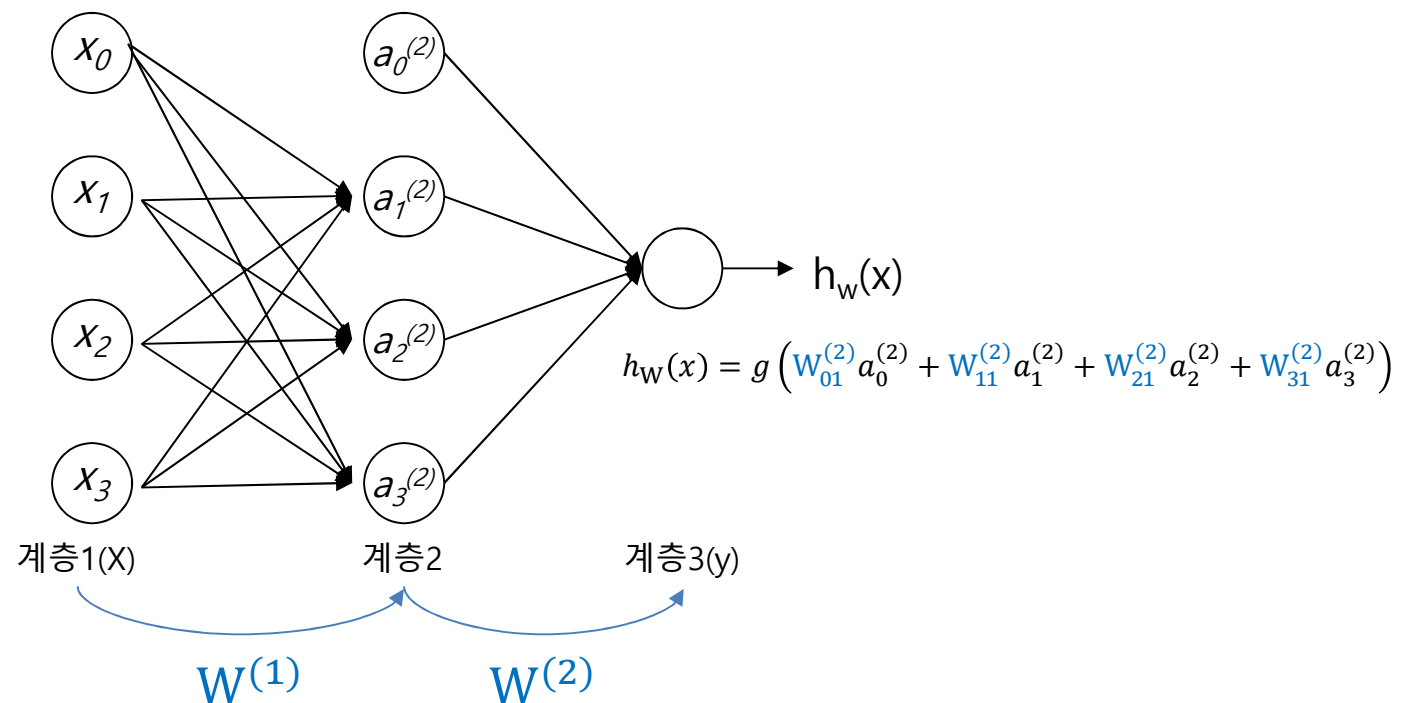 x₀ a₀⁽²⁾
x₁ a₁⁽²⁾
h_w(x)
x₂ a₂⁽²⁾
h_W(x) = g(W₀₁⁽²⁾a₀⁽²⁾ + W₁₁⁽²⁾a₁⁽²⁾ + W₂₁⁽²⁾a₂⁽²⁾ + W₃₁⁽²⁾a₃⁽²⁾)
x₃ a₃⁽²⁾
계층1(X) 계층2 계층3(y)
W⁽¹⁾ W⁽²⁾